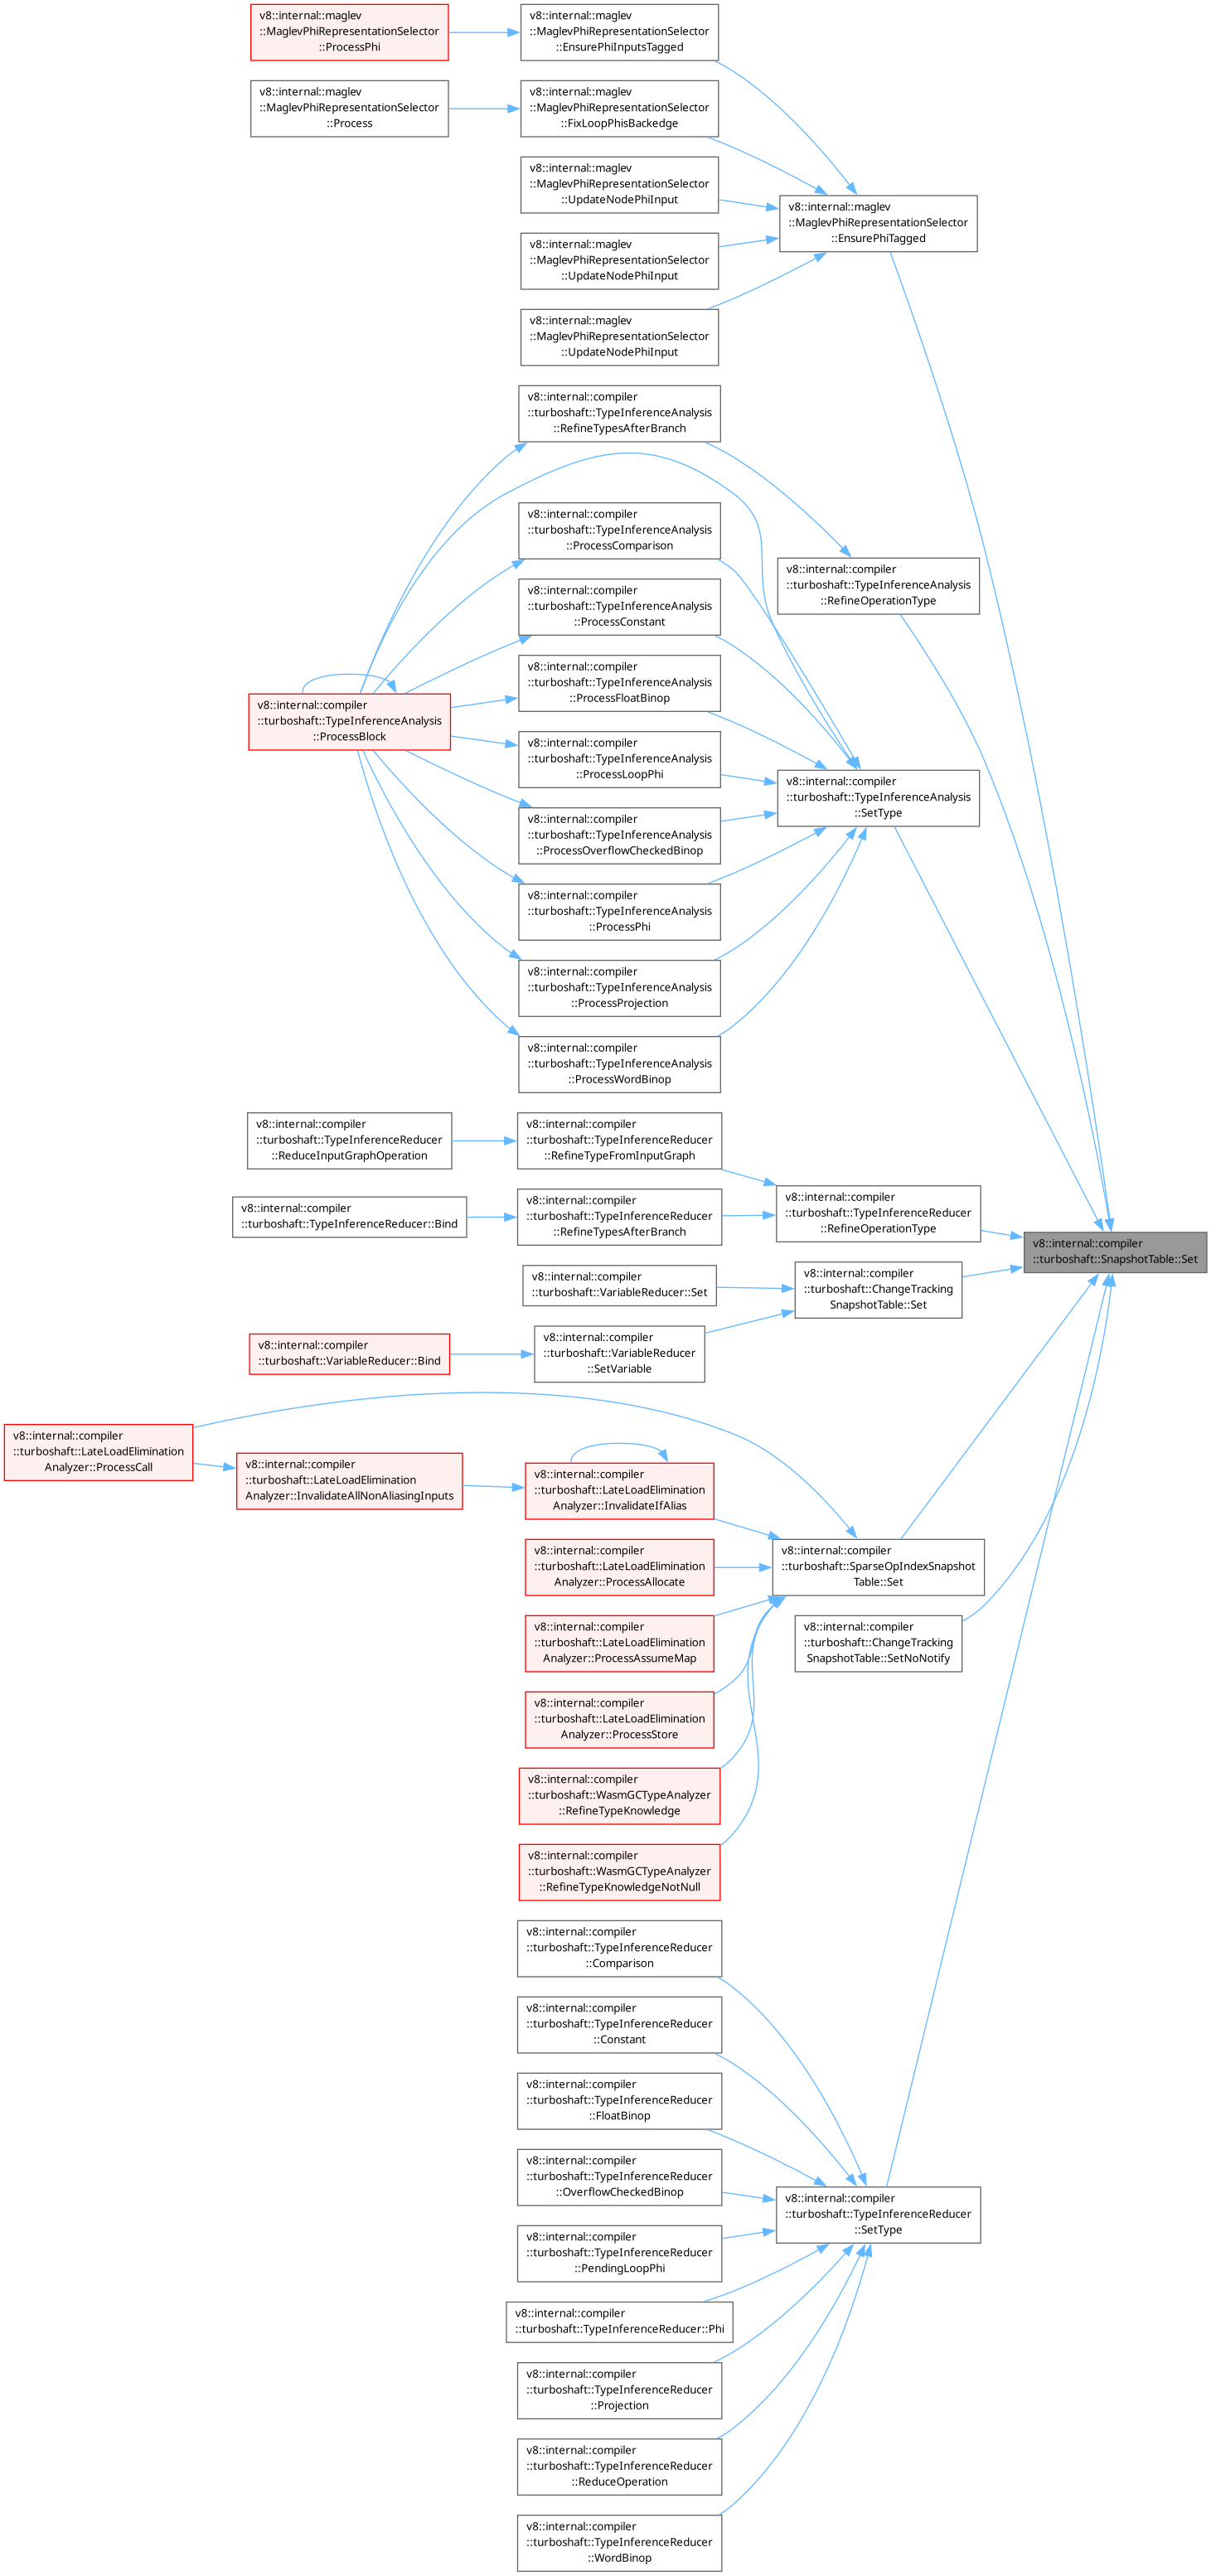 v8::internal::maglev
::MaglevPhiRepresentationSelector
::ProcessPhi
v8::internal::maglev
::MaglevPhiRepresentationSelector
::EnsurePhiInputsTagged
v8::internal::maglev
::MaglevPhiRepresentationSelector
::Process
v8::internal::maglev
::MaglevPhiRepresentationSelector
::FixLoopPhisBackedge
v8::internal::maglev
::MaglevPhiRepresentationSelector
::UpdateNodePhiInput
v8::internal::maglev
::MaglevPhiRepresentationSelector
::EnsurePhiTagged
v8::internal::maglev
::MaglevPhiRepresentationSelector
::UpdateNodePhiInput
v8::internal::maglev
::MaglevPhiRepresentationSelector
::UpdateNodePhiInput
v8::internal::compiler
::turboshaft::TypeInferenceAnalysis
::RefineTypesAfterBranch
v8::internal::compiler
::turboshaft::TypeInferenceAnalysis
::ProcessComparison
v8::internal::compiler
::turboshaft::TypeInferenceAnalysis
::RefineOperationType
v8::internal::compiler
::turboshaft::TypeInferenceAnalysis
::ProcessConstant
v8::internal::compiler
::turboshaft::TypeInferenceAnalysis
::ProcessFloatBinop
v8::internal::compiler
::turboshaft::TypeInferenceAnalysis
::ProcessBlock
v8::internal::compiler
::turboshaft::TypeInferenceAnalysis
::ProcessLoopPhi
v8::internal::compiler
::turboshaft::TypeInferenceAnalysis
::SetType
v8::internal::compiler
::turboshaft::TypeInferenceAnalysis
::ProcessOverflowCheckedBinop
v8::internal::compiler
::turboshaft::TypeInferenceAnalysis
::ProcessPhi
v8::internal::compiler
::turboshaft::TypeInferenceAnalysis
::ProcessProjection
v8::internal::compiler
::turboshaft::TypeInferenceAnalysis
::ProcessWordBinop
v8::internal::compiler
::turboshaft::TypeInferenceReducer
::ReduceInputGraphOperation
v8::internal::compiler
::turboshaft::TypeInferenceReducer
::RefineTypeFromInputGraph
v8::internal::compiler
::turboshaft::TypeInferenceReducer::Bind
v8::internal::compiler
::turboshaft::TypeInferenceReducer
::RefineTypesAfterBranch
v8::internal::compiler
::turboshaft::TypeInferenceReducer
::RefineOperationType
v8::internal::compiler
::turboshaft::SnapshotTable::Set
v8::internal::compiler
::turboshaft::VariableReducer::Set
v8::internal::compiler
::turboshaft::ChangeTracking
SnapshotTable::Set
v8::internal::compiler
::turboshaft::VariableReducer::Bind
v8::internal::compiler
::turboshaft::VariableReducer
::SetVariable
v8::internal::compiler
::turboshaft::LateLoadElimination
Analyzer::ProcessCall
v8::internal::compiler
::turboshaft::LateLoadElimination
Analyzer::InvalidateAllNonAliasingInputs
v8::internal::compiler
::turboshaft::LateLoadElimination
Analyzer::InvalidateIfAlias
v8::internal::compiler
::turboshaft::LateLoadElimination
Analyzer::ProcessAllocate
v8::internal::compiler
::turboshaft::SparseOpIndexSnapshot
Table::Set
v8::internal::compiler
::turboshaft::LateLoadElimination
Analyzer::ProcessAssumeMap
v8::internal::compiler
::turboshaft::ChangeTracking
SnapshotTable::SetNoNotify
v8::internal::compiler
::turboshaft::LateLoadElimination
Analyzer::ProcessStore
v8::internal::compiler
::turboshaft::WasmGCTypeAnalyzer
::RefineTypeKnowledge
v8::internal::compiler
::turboshaft::WasmGCTypeAnalyzer
::RefineTypeKnowledgeNotNull
v8::internal::compiler
::turboshaft::TypeInferenceReducer
::Comparison
v8::internal::compiler
::turboshaft::TypeInferenceReducer
::Constant
v8::internal::compiler
::turboshaft::TypeInferenceReducer
::FloatBinop
v8::internal::compiler
::turboshaft::TypeInferenceReducer
::OverflowCheckedBinop
v8::internal::compiler
::turboshaft::TypeInferenceReducer
::SetType
v8::internal::compiler
::turboshaft::TypeInferenceReducer
::PendingLoopPhi
v8::internal::compiler
::turboshaft::TypeInferenceReducer::Phi
v8::internal::compiler
::turboshaft::TypeInferenceReducer
::Projection
v8::internal::compiler
::turboshaft::TypeInferenceReducer
::ReduceOperation
v8::internal::compiler
::turboshaft::TypeInferenceReducer
::WordBinop